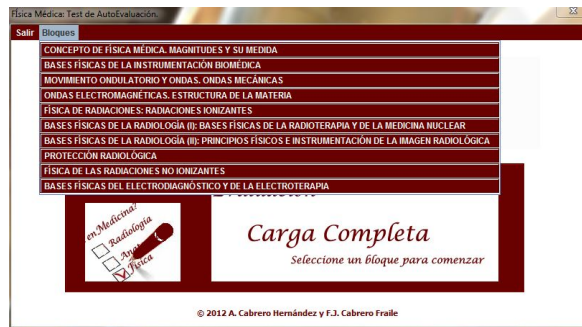 Física Médica: Test de AutoEvaluación.
Salir Bloques
CONCEPTO DE FÍSICA MÉDICA. MAGNITUDES Y SU MEDIDA
BASES FÍSICAS DE LA INSTRUMENTACIÓN BIOMÉDICA
MOVIMIENTO ONDULATORIO Y ONDAS. ONDAS MECÁNICAS
ONDAS ELECTROMAGNÉTICAS. ESTRUCTURA DE LA MATERIA
FÍSICA DE RADIACIONES: RADIACIONES IONIZANTES
BASES FÍSICAS DE LA RADIOLOGÍA (I): BASES FÍSICAS DE LA RADIOTERAPIA Y DE LA MEDICINA NUCLEAR
BASES FÍSICAS DE LA RADIOLOGÍA (II): PRINCIPIOS FÍSICOS E INSTRUMENTACIÓN DE LA IMAGEN RADIOLÓGICA
PROTECCIÓN RADIOLÓGICA
FÍSICA DE LAS RADIACIONES NO IONIZANTES
BASES FÍSICAS DEL ELECTRODIAGNÓSTICO Y DE LA ELECTROTERAPIA
en Medicina?
Radiología
Física
Carga Completa
Seleccione un bloque para comenzar
© 2012 A. Cabrero Hernández y F.J. Cabrero Fraile